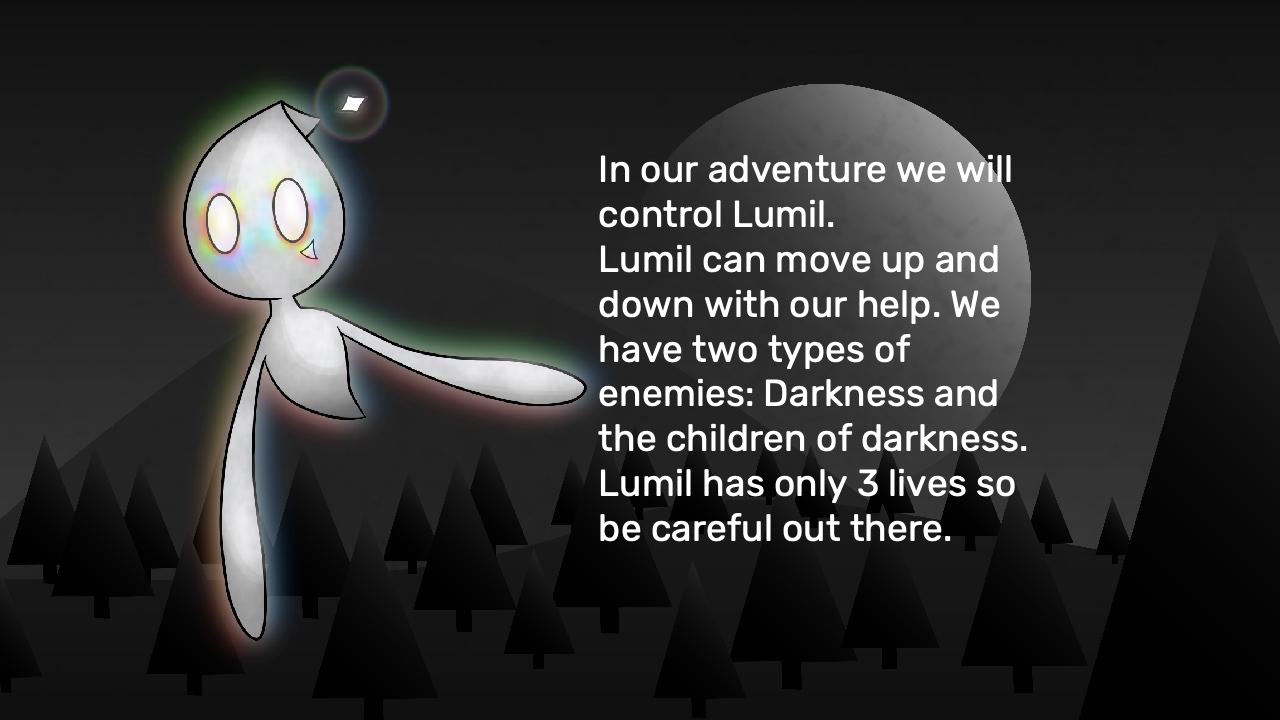 In our adventure we will
control Lumil.
Lumil can move up and
down with our help. We
have two types of
enemies: Darkness and
the children of darkness.
Lumil has only 3 lives so
be careful out there.